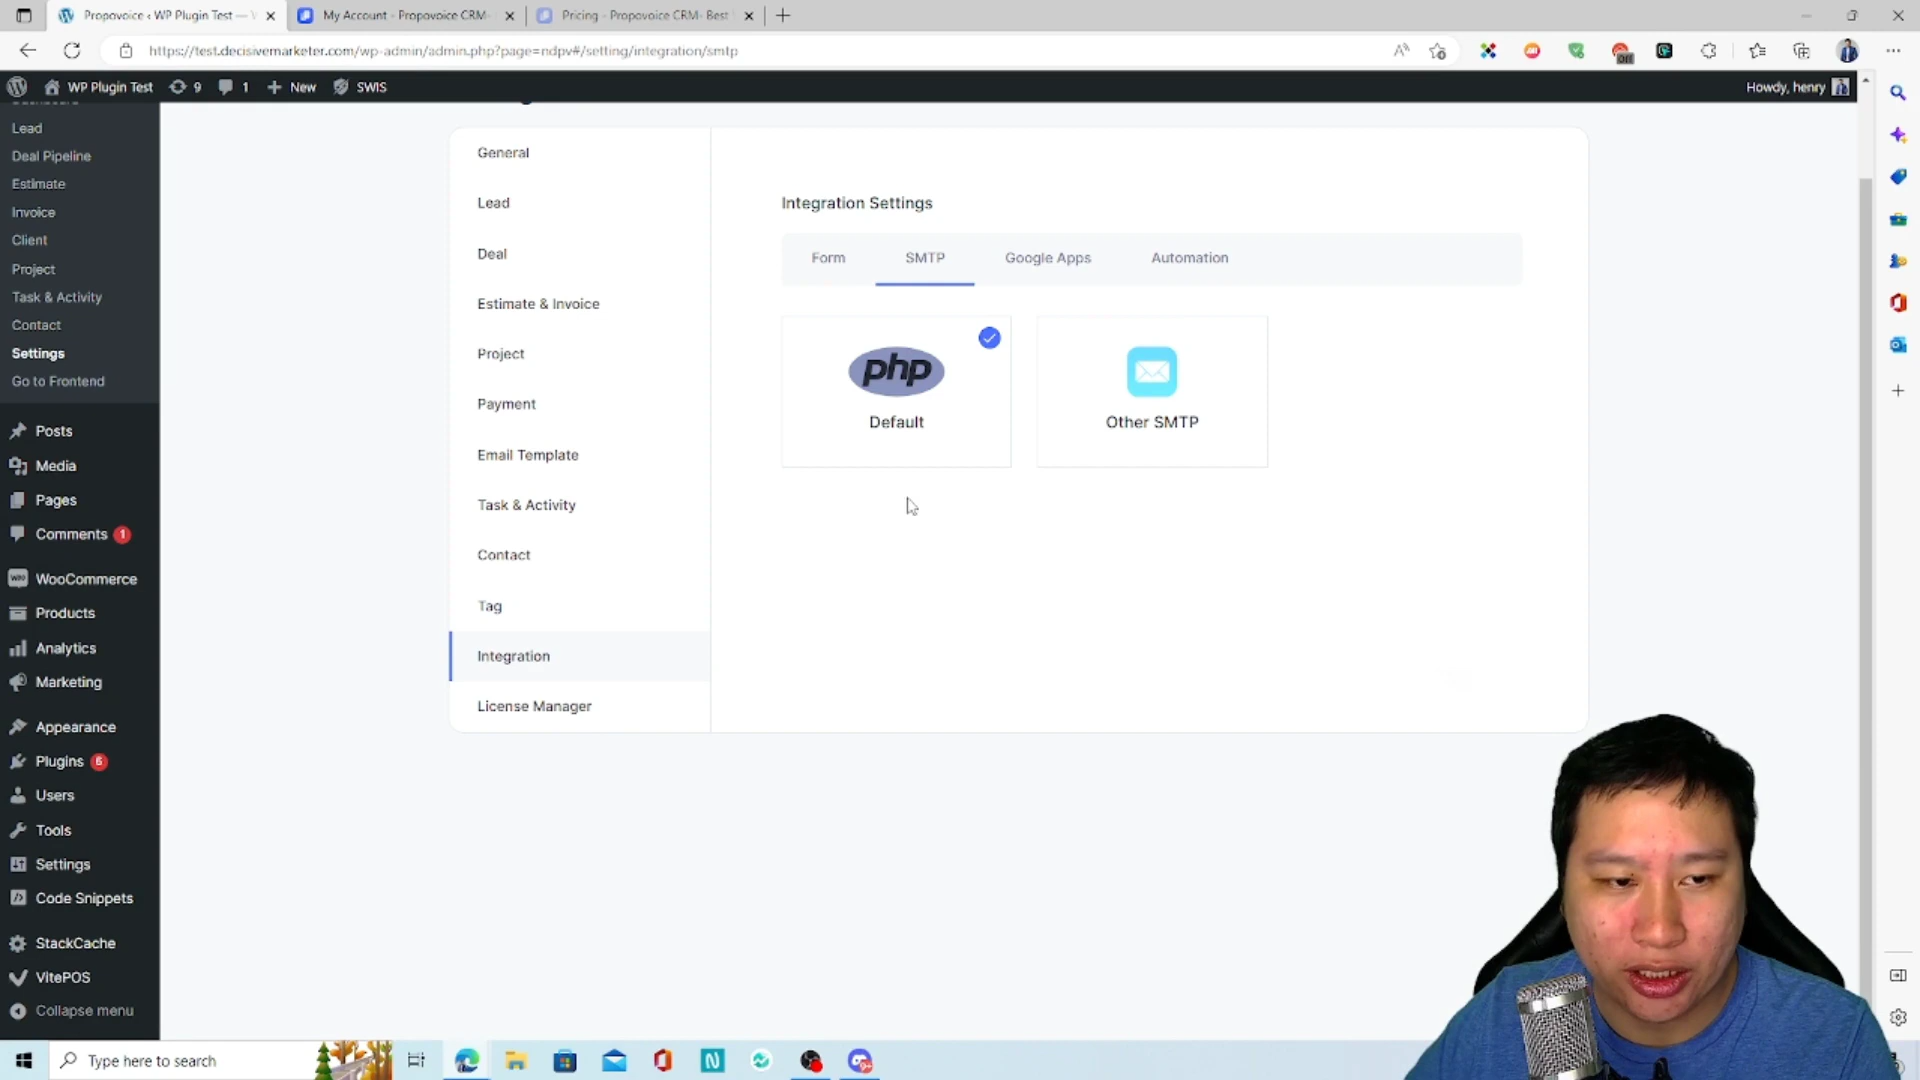 Propovoice ‹ WP Plugin Test —
My Account - Propovoice CRM-
Pricing - Propovoice CRM- Best
https://test.decisivemarketer.com/wp-admin/admin.php?page=ndpv#/setting/integration/smtp
WP Plugin Test
9
1
New
SWIS
Howdy, henry
Lead
Deal Pipeline
Estimate
Invoice
Client
Project
Task & Activity
Contact
Settings
Go to Frontend
Posts
Media
Pages
Comments 1
WooCommerce
Products
Analytics
Marketing
Appearance
Plugins 6
Users
Tools
Settings
Code Snippets
StackCache
VitePOS
Collapse menu
General
Lead
Deal
Estimate & Invoice
Project
Payment
Email Template
Task & Activity
Contact
Tag
Integration
License Manager
Integration Settings
Form
SMTP
Google Apps
Automation
php
Default
Other SMTP
Type here to search